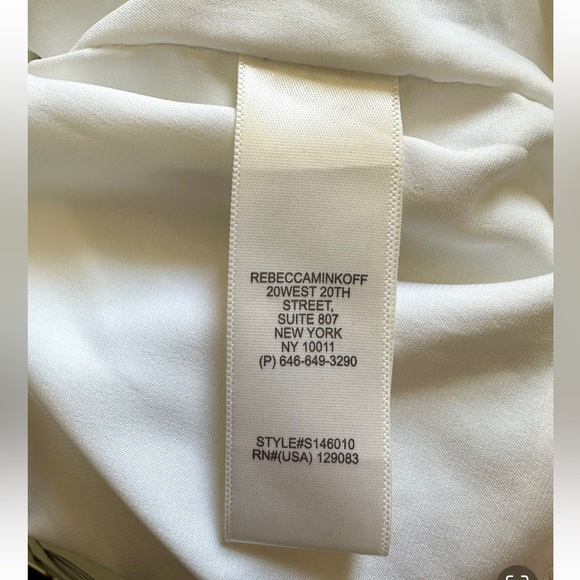 REBECCAMINKOFF
20WEST 20TH
STREET,
SUITE 807
NEW YORK
NY 10011
(P) 646-649-3290
STYLE#S146010
RN#(USA) 129083